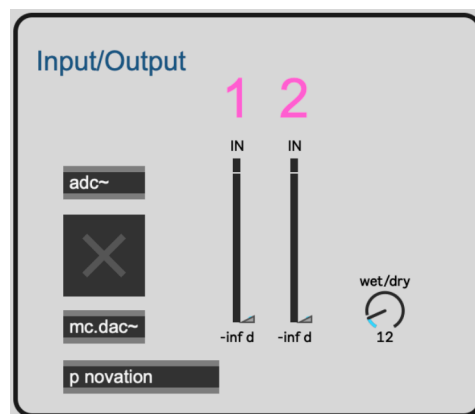 Input/Output
1 2
IN IN
adc~
wet/dry
mc.dac~
-inf d -inf d 12
p novation